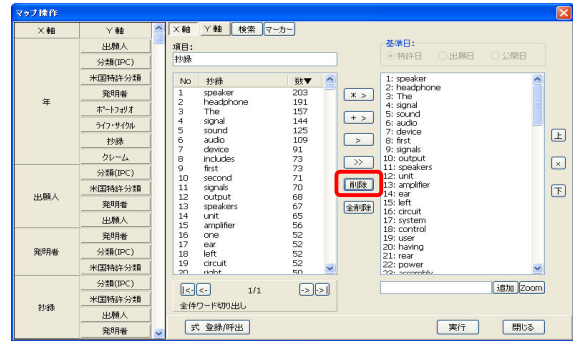 マップ操作
X 軸
Y 軸
年
出願人
分類(IPC)
米国特許分類
発明者
ポートフォリオ
ライフ・サイクル
抄録
クレーム
出願人
分類(IPC)
米国特許分類
発明者
出願人
発明者
発明者
分類(IPC)
米国特許分類
抄録
分類(IPC)
米国特許分類
出願人
発明者
X 軸 Y 軸 検索 マーカー
項目:
抄録
基準日:
特許日 出願日 公開日
No 抄録 数▼
1 speaker 203
2 headphone 191
3 The 157
4 signal 144
5 sound 125
6 audio 109
7 device 91
8 includes 73
9 first 73
10 second 71
11 signals 70
12 output 68
13 speakers 67
14 unit 65
15 amplifier 56
16 one 52
17 ear 52
18 left 52
19 circuit 52
20 right 50
|<- <- 1/1 -> ->|
全件ワード切り出し
* >
+ >
>
>>
削除
全削除
1: speaker
2: headphone
3: The
4: signal
5: sound
6: audio
7: device
8: first
9: signals
10: output
11: speakers
12: unit
13: amplifier
14: ear
15: left
16: circuit
17: system
18: control
19: user
20: having
21: rear
22: power
23: assembly
上
×
下
追加 Zoom
式 登録/呼出
実行 閉じる